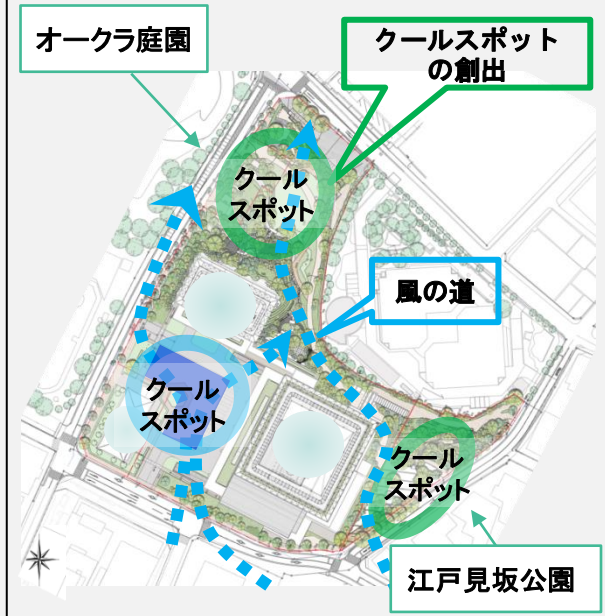 オークラ庭園
クールスポット
の創出
クール
スポット
風の道
クール
スポット
クール
スポット
江戸見坂公園